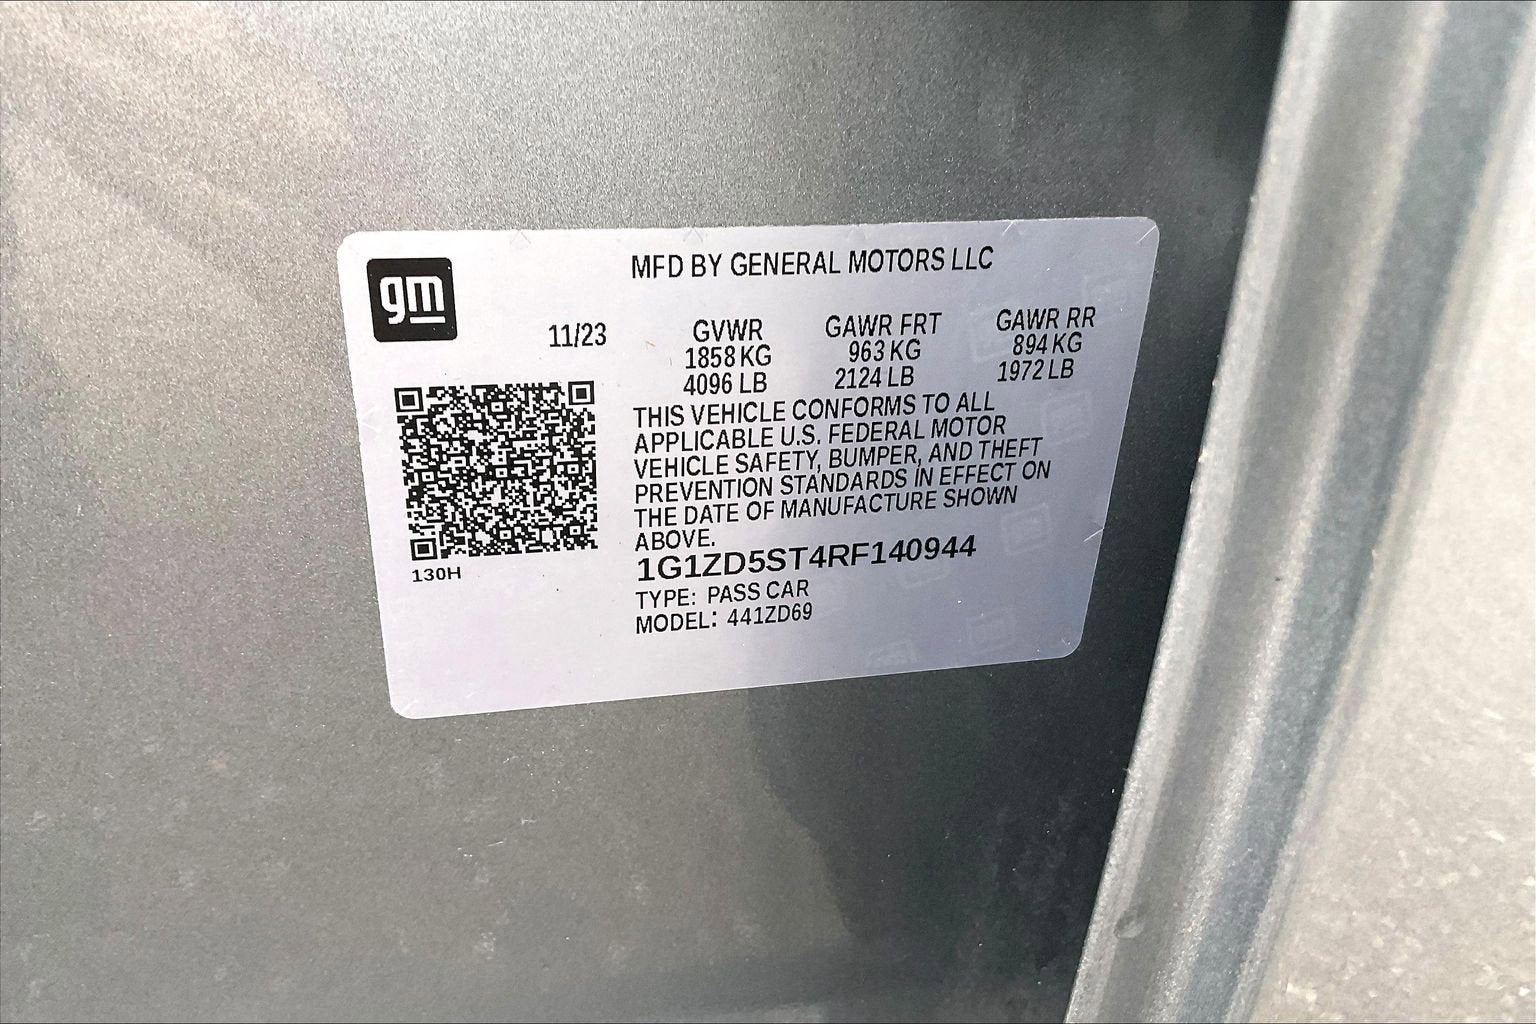 gm
MFD BY GENERAL MOTORS LLC
11/23 GVWR GAWR FRT GAWR RR
1858 KG 963 KG 894 KG
4096 LB 2124 LB 1972 LB
THIS VEHICLE CONFORMS TO ALL
APPLICABLE U.S. FEDERAL MOTOR
VEHICLE SAFETY, BUMPER, AND THEFT
PREVENTION STANDARDS IN EFFECT ON
THE DATE OF MANUFACTURE SHOWN
ABOVE.
1G1ZD5ST4RF140944
130H
TYPE: PASS CAR
MODEL: 441ZD69